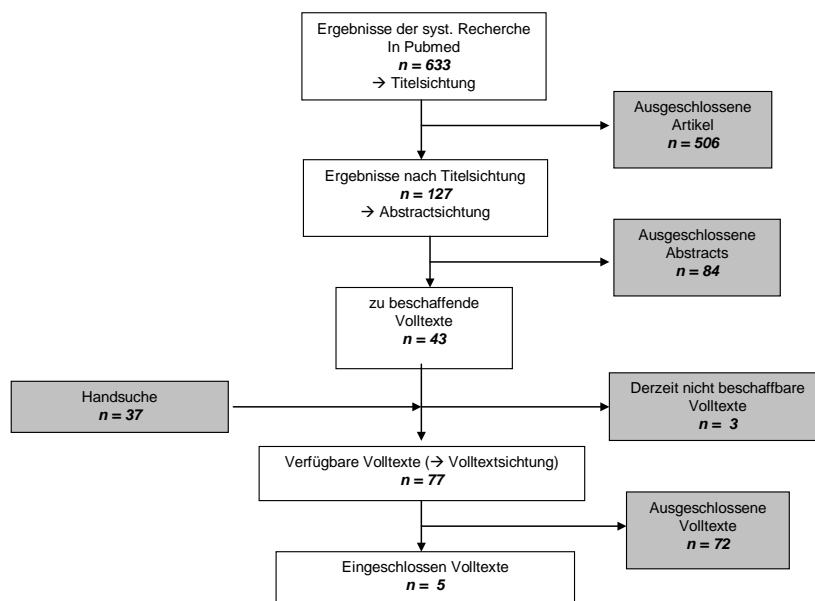 Ergebnisse der syst. Recherche
In Pubmed
n = 633
→ Titelsichtung
Ausgeschlossene
Artikel
n = 506
Ergebnisse nach Titelsichtung
n = 127
→ Abstractsichtung
Ausgeschlossene
Abstracts
n = 84
zu beschaffende
Volltexte
n = 43
Handsuche
n = 37
Derzeit nicht beschaffbare
Volltexte
n = 3
Verfügbare Volltexte (→ Volltextsichtung)
n = 77
Ausgeschlossene
Volltexte
n = 72
Eingeschlossen Volltexte
n = 5